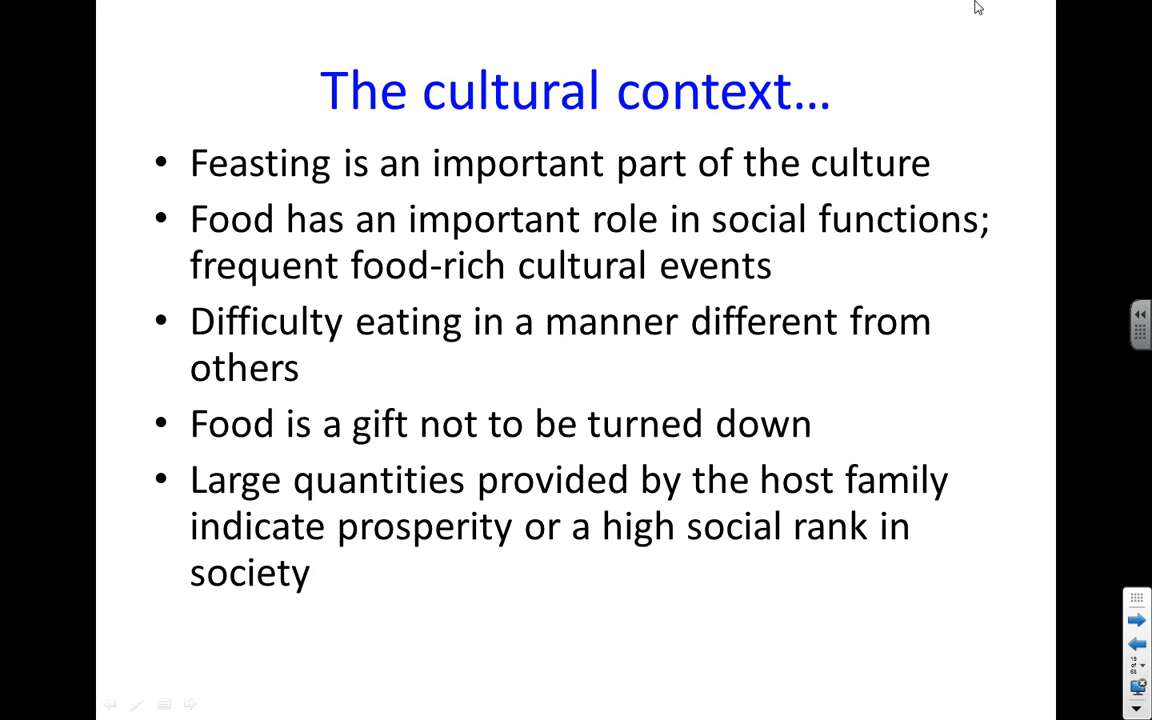 The cultural context...
• Feasting is an important part of the culture
• Food has an important role in social functions;
frequent food-rich cultural events
• Difficulty eating in a manner different from
others
• Food is a gift not to be turned down
• Large quantities provided by the host family
indicate prosperity or a high social rank in
society
19
of